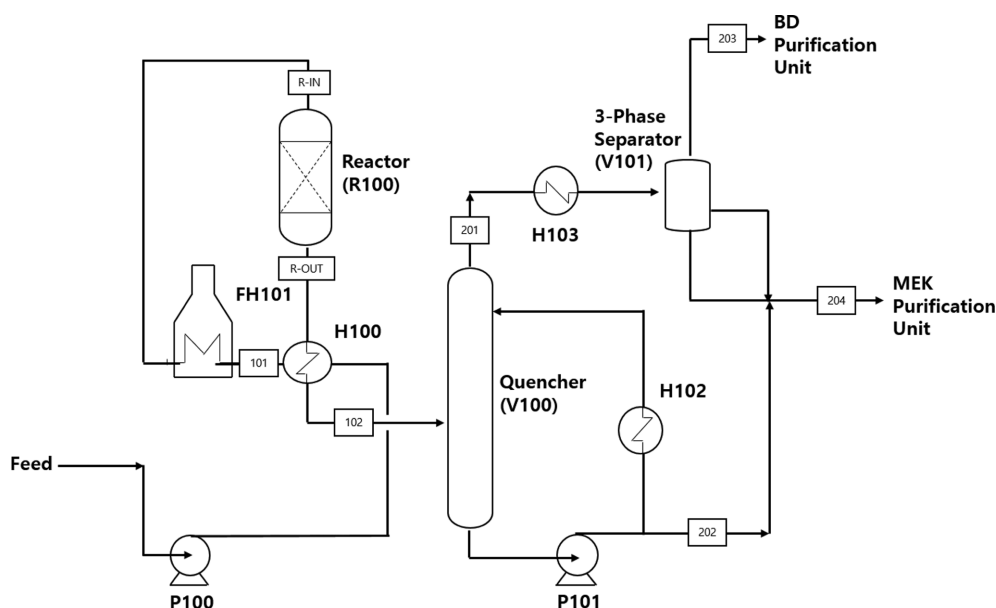 BD
Purification
Unit
203
R-IN
3-Phase
Separator
(V101)
Reactor
(R100)
201
H103
R-OUT
FH101
MEK
Purification
Unit
204
H100
101
Quencher
(V100)
H102
102
Feed
202
P100
P101